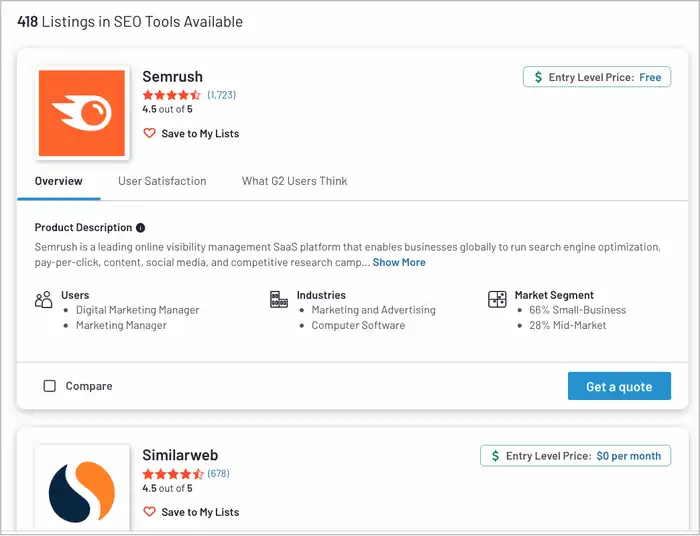 418 Listings in SEO Tools Available
Semrush
$ Entry Level Price: Free
(1,723)
4.5 out of 5
Save to My Lists
Overview User Satisfaction What G2 Users Think
Product Description
Semrush is a leading online visibility management SaaS platform that enables businesses globally to run search engine optimization,
pay-per-click, content, social media, and competitive research camp... Show More
Users
• Digital Marketing Manager
• Marketing Manager
Industries
• Marketing and Advertising
• Computer Software
Market Segment
• 66% Small-Business
• 28% Mid-Market
Compare
Get a quote
Similarweb
$ Entry Level Price: $0 per month
(678)
4.5 out of 5
Save to My Lists